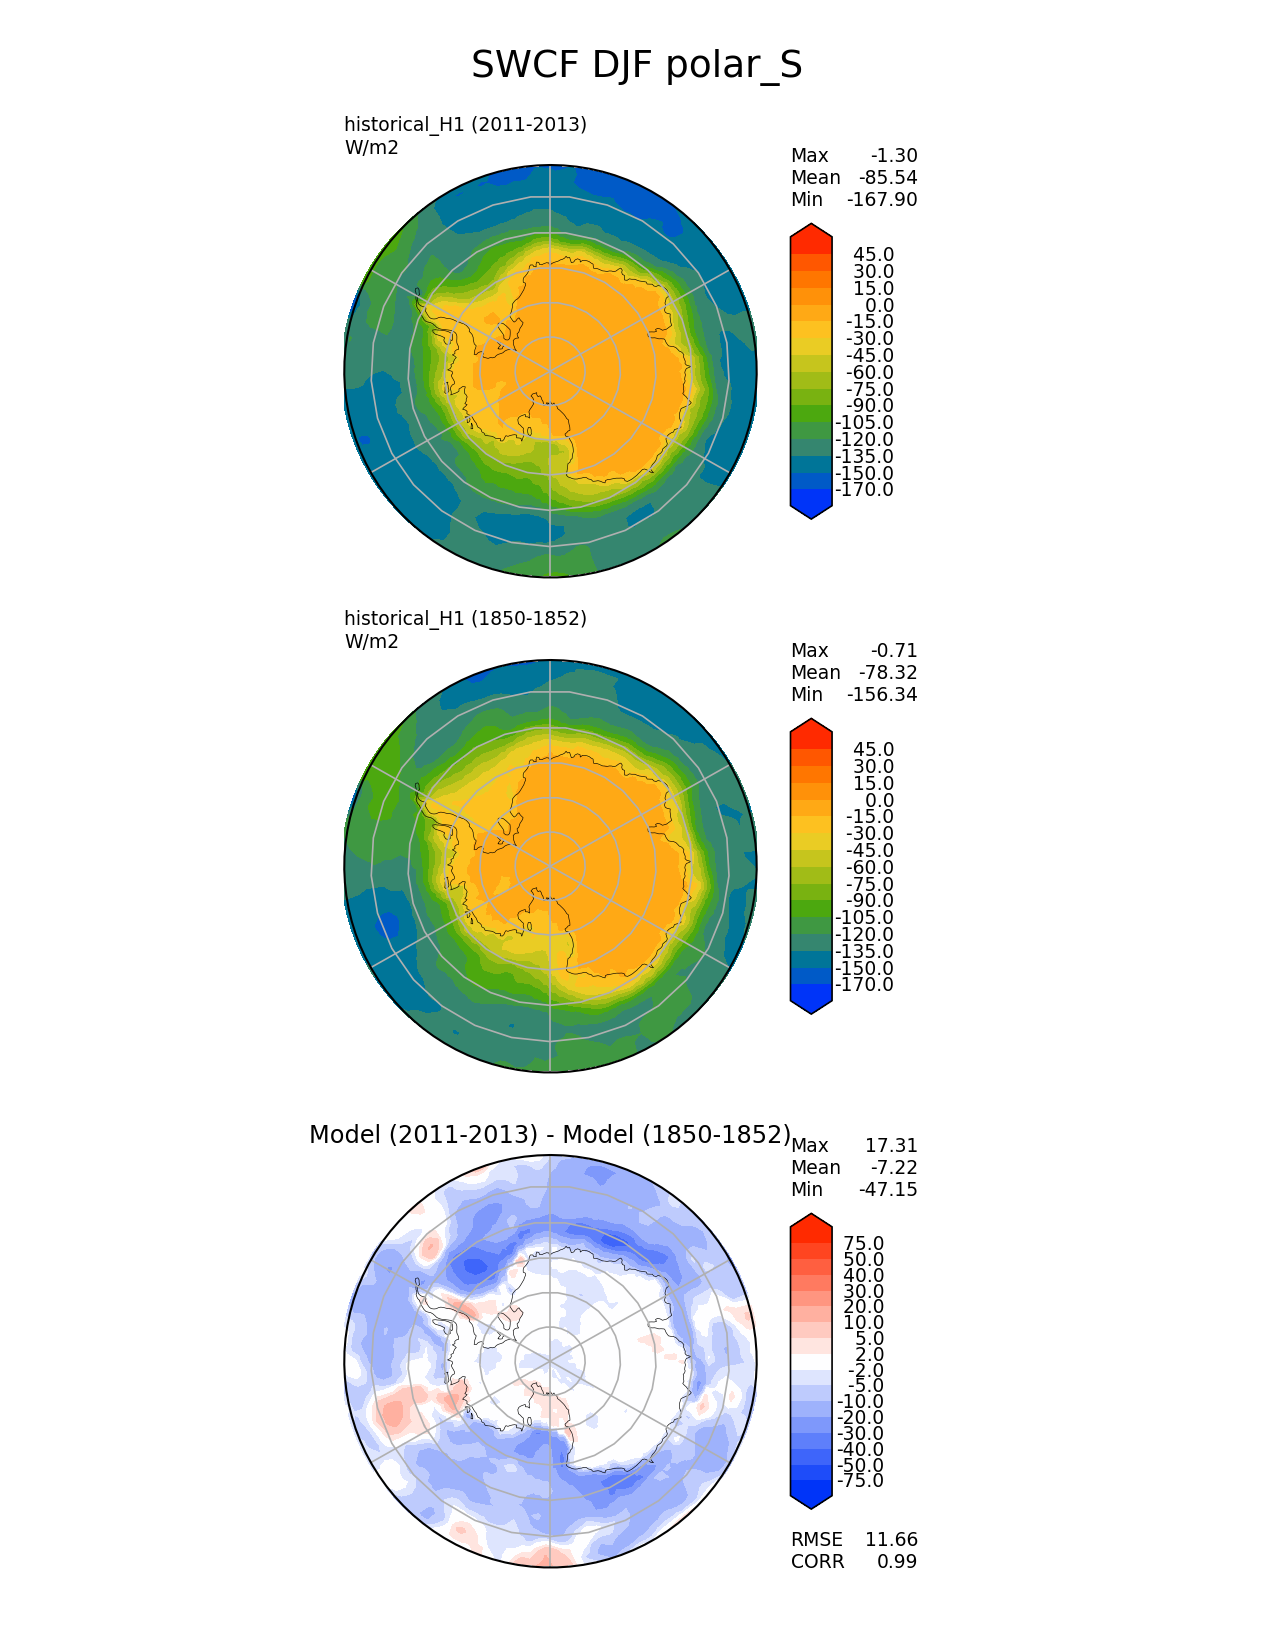 SWCF DJF polar_S
historical_H1 (2011-2013)
W/m2
Max -1.30
Mean -85.54
Min -167.90
45.0
30.0
15.0
0.0
-15.0
-30.0
-45.0
-60.0
-75.0
-90.0
-105.0
-120.0
-135.0
-150.0
-170.0
historical_H1 (1850-1852)
W/m2
Max -0.71
Mean -78.32
Min -156.34
45.0
30.0
15.0
0.0
-15.0
-30.0
-45.0
-60.0
-75.0
-90.0
-105.0
-120.0
-135.0
-150.0
-170.0
Model (2011-2013) - Model (1850-1852)
Max 17.31
Mean -7.22
Min -47.15
75.0
50.0
40.0
30.0
20.0
10.0
5.0
2.0
-2.0
-5.0
-10.0
-20.0
-30.0
-40.0
-50.0
-75.0
RMSE 11.66
CORR 0.99